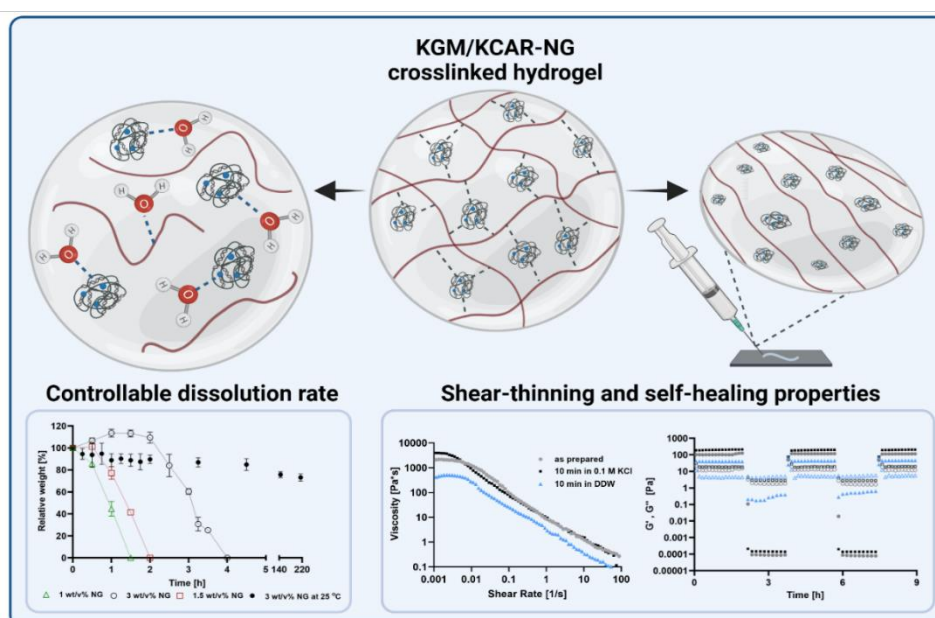 KGM/KCAR-NG
crosslinked hydrogel
O
H
H
H
H
O
O
H
H
O
H
H
O
H
H
Controllable dissolution rate
Shear-thinning and self-healing properties
Relative weight [%]
120
100
80
60
40
20
0
0 1 2 3 4 5 140 220
Time [h]
1 wt/v% NG 3 wt/v% NG 1.5 wt/v% NG 3 wt/v% NG at 25 °C
Viscosity [Pa*s]
10000
1000
100
10
1
0.1
0.001 0.01 0.1 1 10 100
Shear Rate [1/s]
as prepared
10 min in 0.1 M KCl
10 min in DDW
G', G'' [Pa]
1000
100
10
1
0.1
0.01
0.001
0.0001
0.00001
0 3 6 9
Time [h]